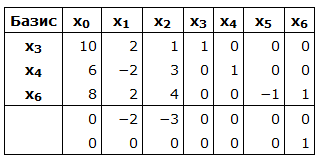 Базис x₀ x₁ x₂ x₃ x₄ x₅ x₆
x₃ 10 2 1 1 0 0 0
x₄ 6 −2 3 0 1 0 0
x₆ 8 2 4 0 0 −1 1
0 −2 −3 0 0 0 0
0 0 0 0 0 0 1